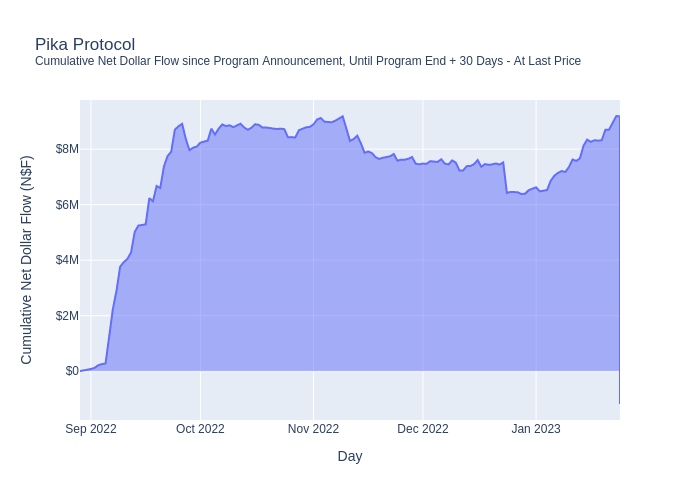 Pika Protocol
Cumulative Net Dollar Flow since Program Announcement, Until Program End + 30 Days - At Last Price
Cumulative Net Dollar Flow (N$F)
$8M
$6M
$4M
$2M
$0
Sep 2022
Oct 2022
Nov 2022
Dec 2022
Jan 2023
Day